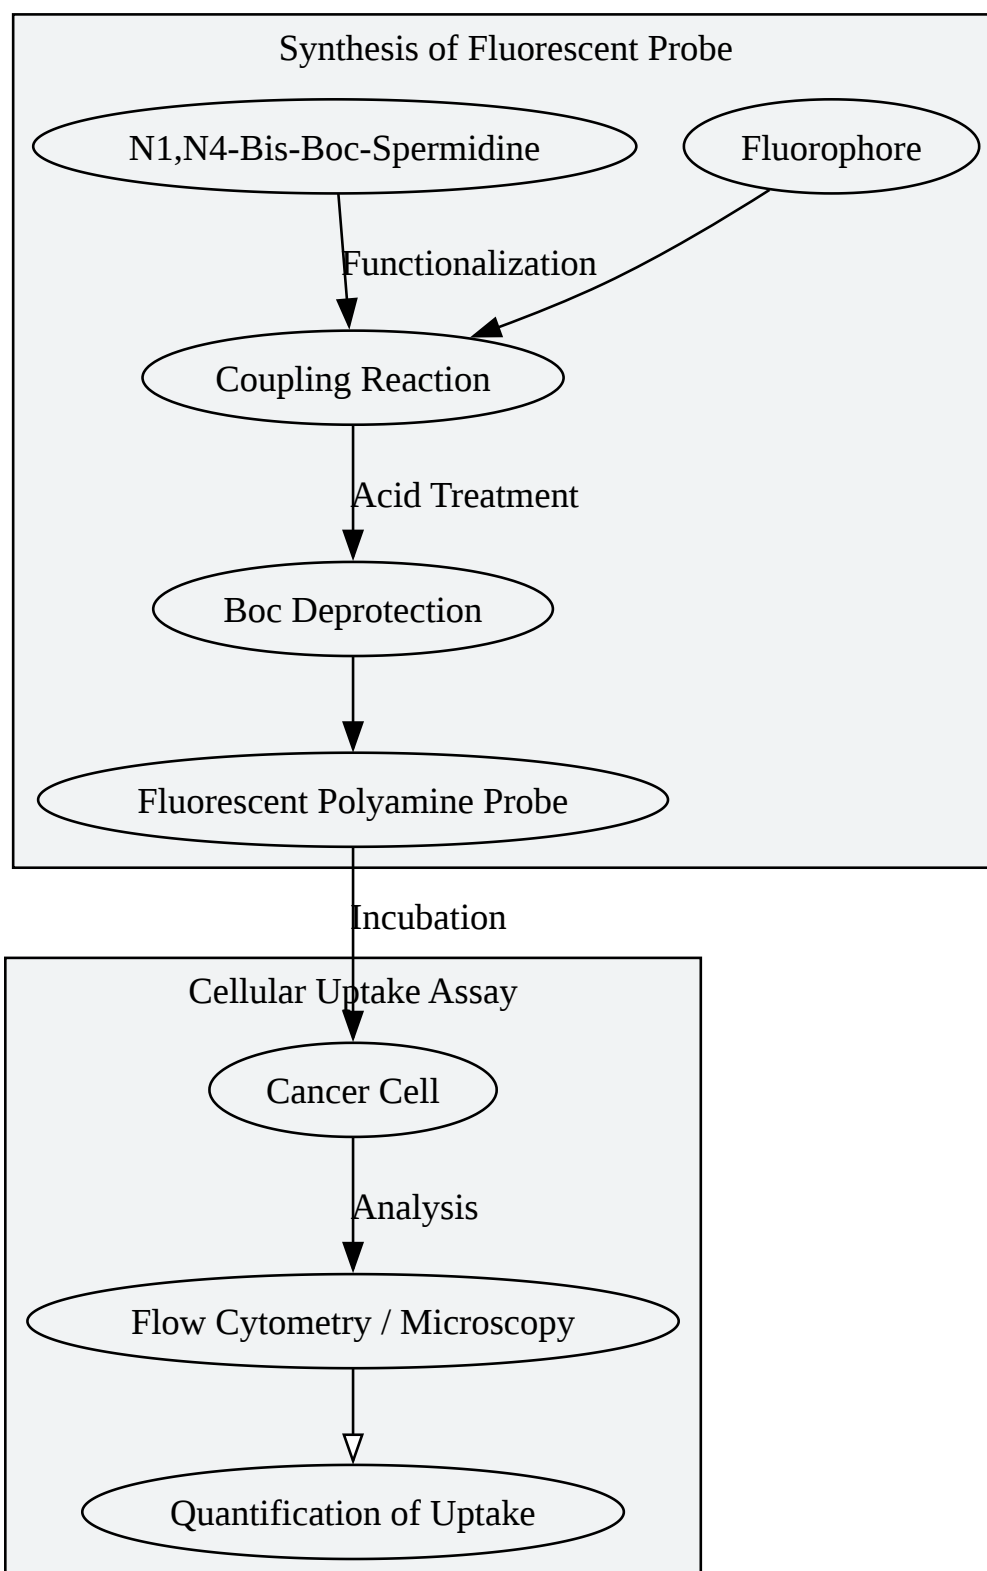 Synthesis of Fluorescent Probe
N1,N4-Bis-Boc-Spermidine
Fluorophore
Functionalization
Coupling Reaction
Acid Treatment
Boc Deprotection
Fluorescent Polyamine Probe
Incubation
Cellular Uptake Assay
Cancer Cell
Analysis
Flow Cytometry / Microscopy
Quantification of Uptake